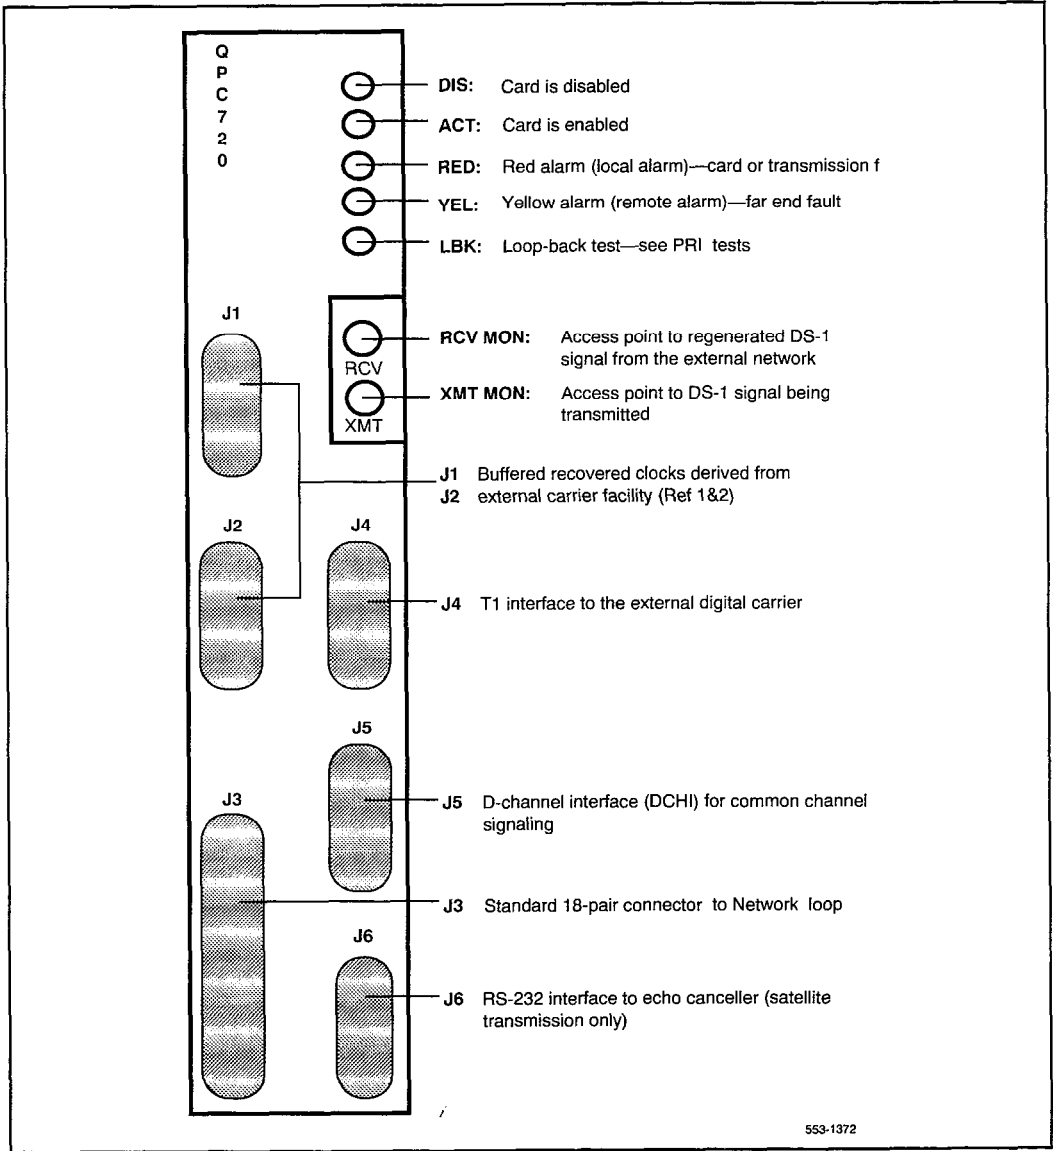 Q
P
C
7
2
0
DIS: Card is disabled
ACT: Card is enabled
RED: Red alarm (local alarm)—card or transmission f
YEL: Yellow alarm (remote alarm)—far end fault
LBK: Loop-back test—see PRI tests
J1
RCV
XMT
RCV MON: Access point to regenerated DS-1
signal from the external network
XMT MON: Access point to DS-1 signal being
transmitted
J1 Buffered recovered clocks derived from
J2 external carrier facility (Ref 1&2)
J2
J4
J4 T1 interface to the external digital carrier
J5
J3
J5 D-channel interface (DCHI) for common channel
signaling
J3 Standard 18-pair connector to Network loop
J6
J6 RS-232 interface to echo canceller (satellite
transmission only)
553-1372